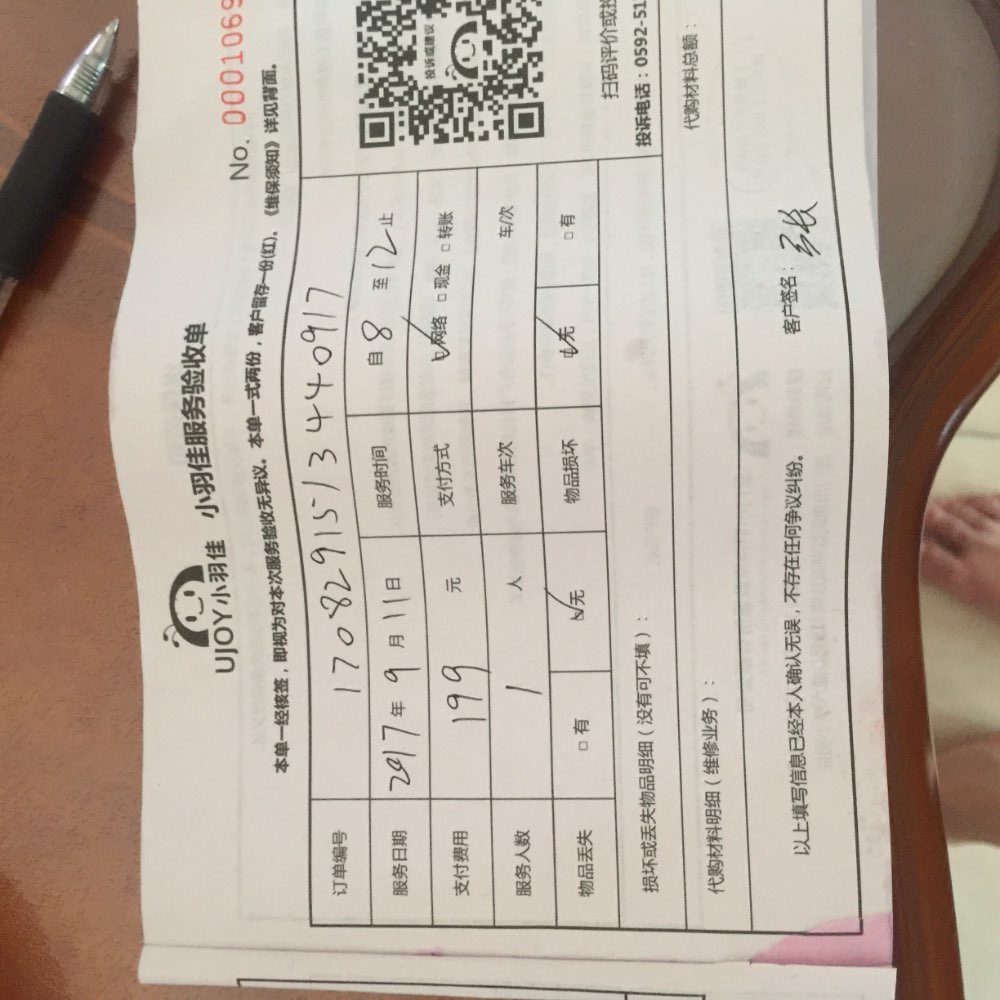 UJOY小羽佳 小羽佳服务验收单
No. 0001069
本单一经核签，即视为对本次服务验收无异议。本单一式两份，客户留存一份(红)，《维保须知》详见背面。
订单编号 170829151344091​7
服务日期 2017年9月11日 服务时间 自8至12止
支付费用 199元 支付方式 ☑网络 □现金 □转账
服务人数 1人 服务车次 车/次
物品丢失 □有 ☑无 物品损坏 ☑无 □有
投诉或建议
扫码评价或投
投诉电话：0592-51
损坏或丢失物品明细（没有可不填）：
代购材料明细（维修业务）： 代购材料总额：
以上填写信息已经本人确认无误，不存在任何争议纠纷。 客户签名：